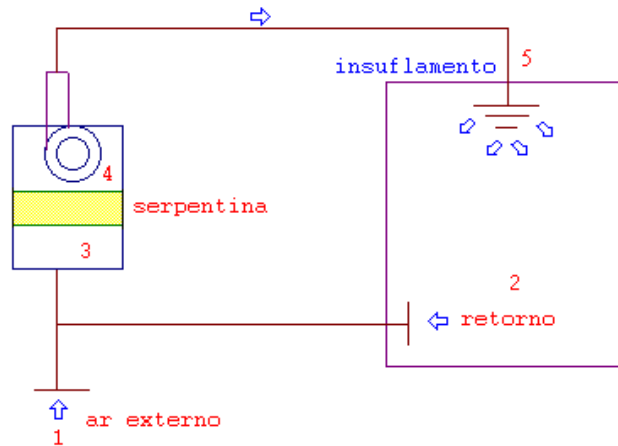 5
insuflamento
4
serpentina
3
2
retorno
ar externo
1